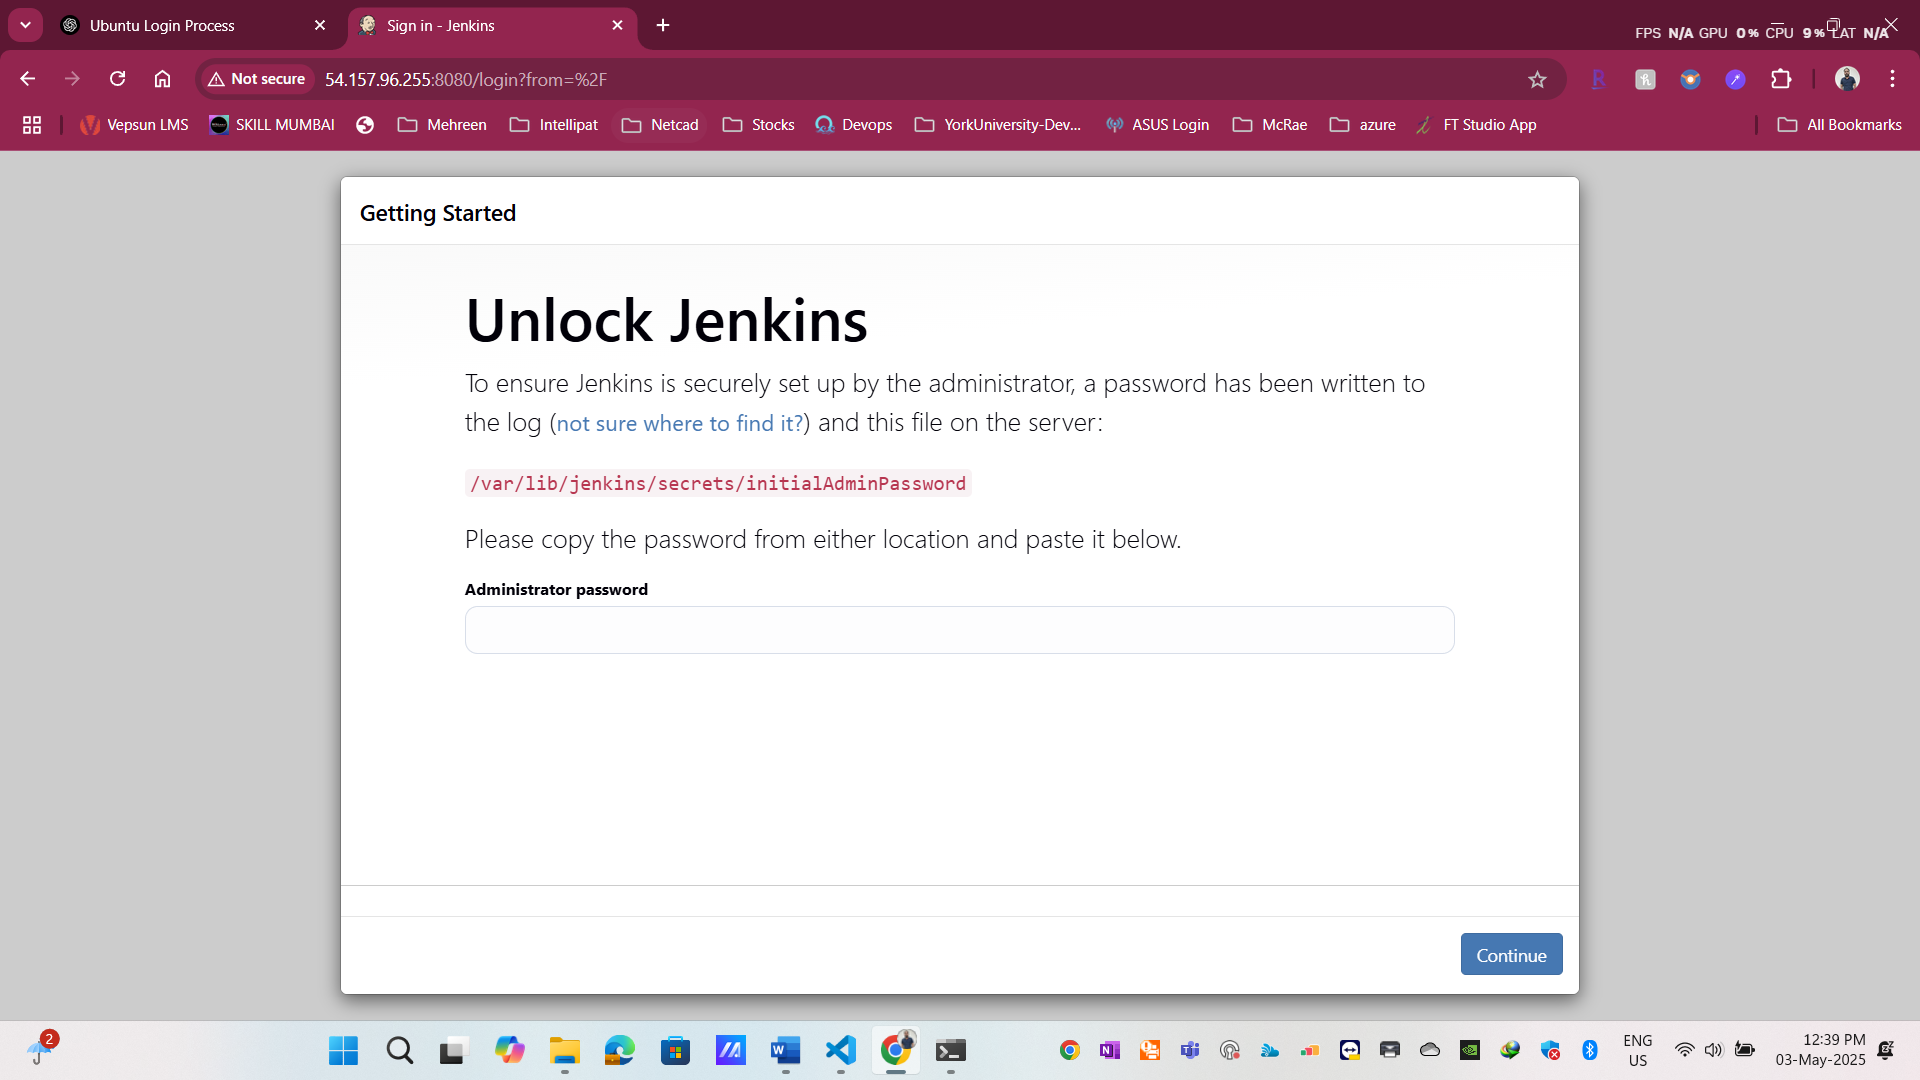 Ubuntu Login Process
Sign in - Jenkins
FPS N/A GPU 0% CPU 9% LAT N/A
Not secure
54.157.96.255:8080/login?from=%2F
Vepsun LMS
SKILL MUMBAI
Mehreen
Intellipat
Netcad
Stocks
Devops
YorkUniversity-Dev...
ASUS Login
McRae
azure
FT Studio App
All Bookmarks
Getting Started
Unlock Jenkins
To ensure Jenkins is securely set up by the administrator, a password has been written to
the log (not sure where to find it?) and this file on the server:
/var/lib/jenkins/secrets/initialAdminPassword
Please copy the password from either location and paste it below.
Administrator password
Continue
2
ENG
US
12:39 PM
03-May-2025